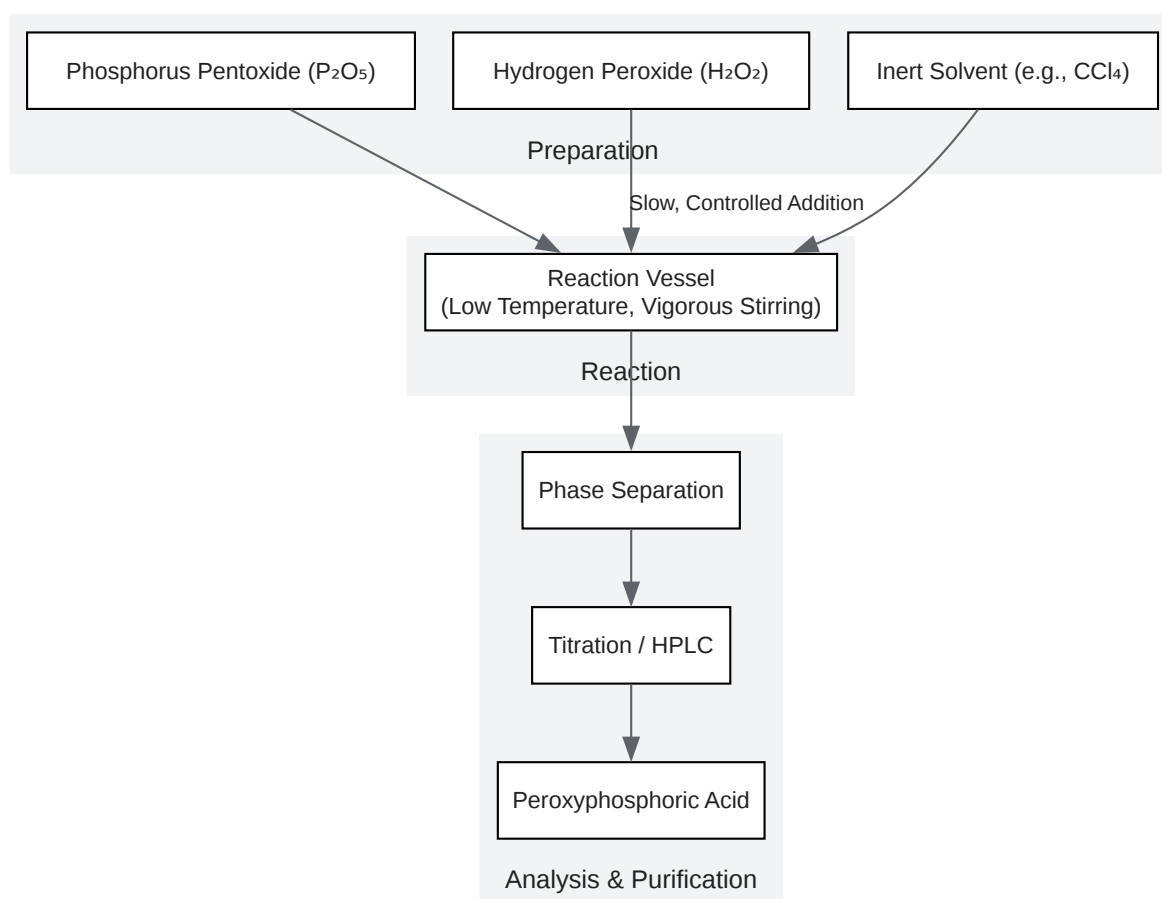 Phosphorus Pentoxide (P₂O₅)
Hydrogen Peroxide (H₂O₂)
Inert Solvent (e.g., CCl₄)
Preparation
Slow, Controlled Addition
Reaction Vessel
(Low Temperature, Vigorous Stirring)
Reaction
Phase Separation
Titration / HPLC
Peroxyphosphoric Acid
Analysis & Purification